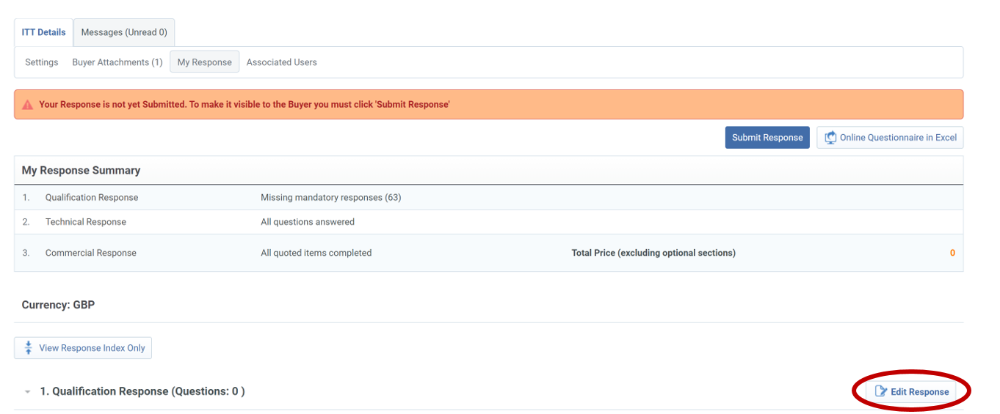 ITT Details Messages (Unread 0)
Settings Buyer Attachments (1) My Response Associated Users
Your Response is not yet Submitted. To make it visible to the Buyer you must click 'Submit Response'
Submit Response Online Questionnaire in Excel
My Response Summary
1. Qualification Response Missing mandatory responses (63)
2. Technical Response All questions answered
3. Commercial Response All quoted items completed Total Price (excluding optional sections) 0
Currency: GBP
View Response Index Only
1. Qualification Response (Questions: 0 ) Edit Response